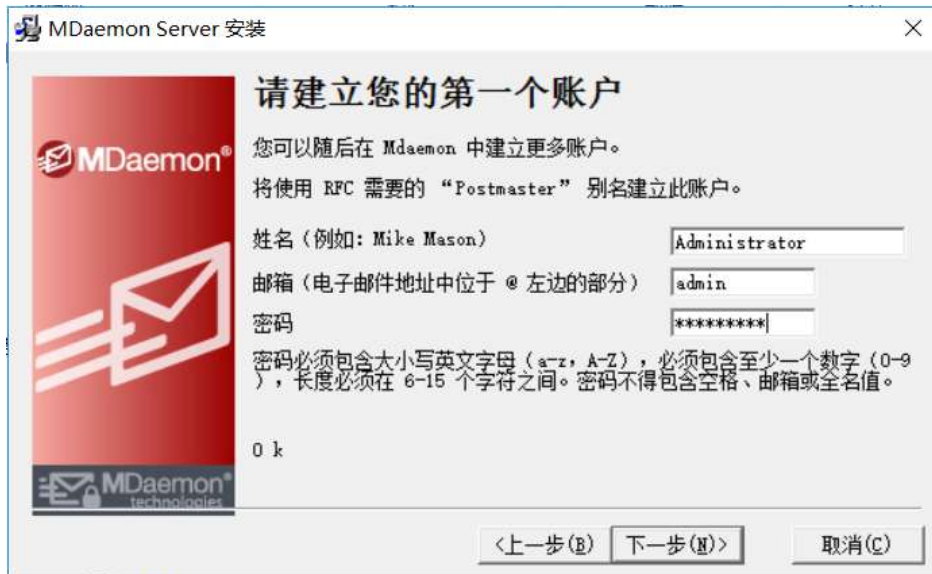 MDaemon Server 安装
MDaemon®
请建立您的第一个账户
您可以随后在 Mdaemon 中建立更多账户。
将使用 RFC 需要的 “Postmaster” 别名建立此账户。
姓名（例如：Mike Mason）
Administrator
邮箱（电子邮件地址中位于 @ 左边的部分）
admin
密码
*********
密码必须包含大小写英文字母（a-z，A-Z），必须包含至少一个数字（0-9
），长度必须在 6-15 个字符之间。密码不得包含空格、邮箱或全名值。
0 k
MDaemon®
technologies
<上一步(B)
下一步(N)>
取消(C)